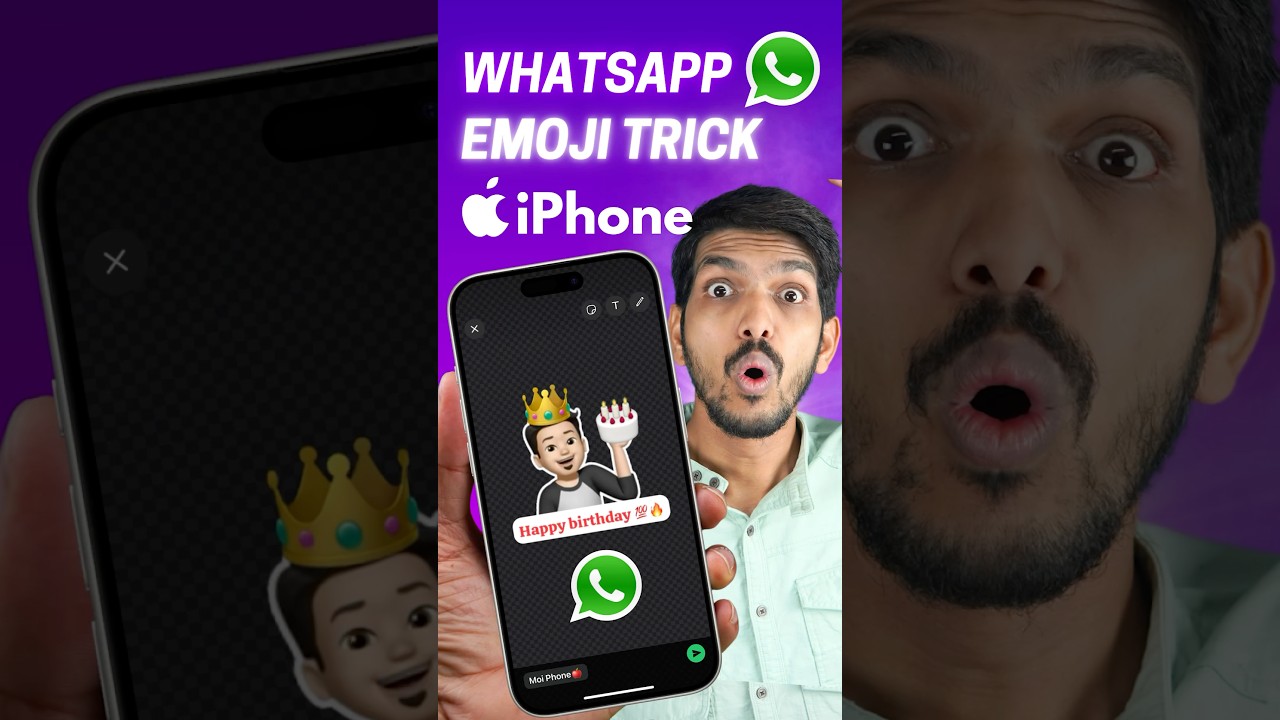 WHATSAPP
EMOJI TRICK
iPhone
T
Happy birthday 💯🔥
Moi Phone🍎